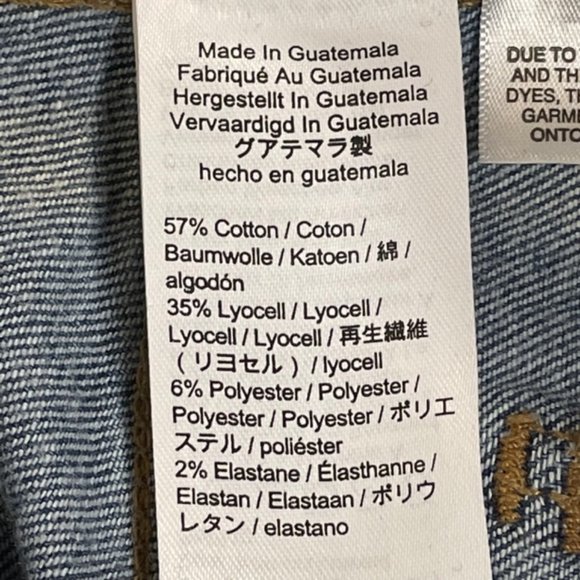 Made In Guatemala
Fabriqué Au Guatemala
Hergestellt In Guatemala
Vervaardigd In Guatemala
グアテマラ製
hecho en guatemala
57% Cotton / Coton /
Baumwolle / Katoen / 綿 /
algodón
35% Lyocell / Lyocell /
Lyocell / Lyocell / 再生繊維
( リヨセル ) / lyocell
6% Polyester / Polyester /
Polyester / Polyester / ポリエ
ステル / poliéster
2% Elastane / Élasthanne /
Elastan / Elastaan / ポリウ
レタン / elastano
DUE TO
AND TH
DYES, TH
GARME
ONTO